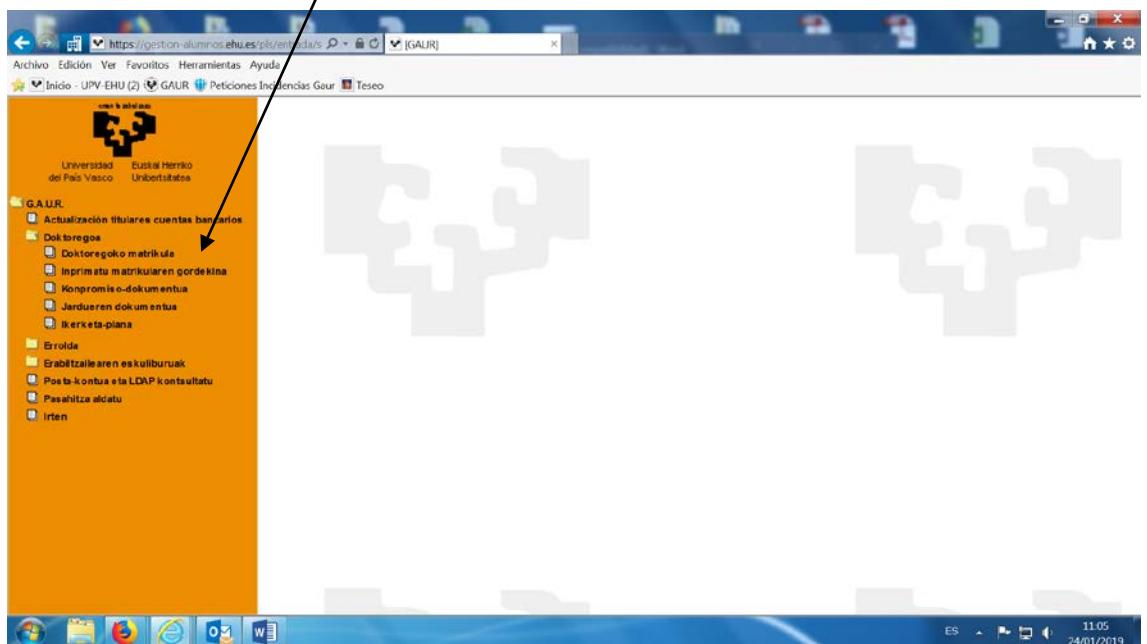 https://gestion-alumnos.ehu.es/pls/entrada/s
[GAUR]
Archivo Edición Ver Favoritos Herramientas Ayuda
Inicio - UPV-EHU (2) GAUR Peticiones Incidencias Gaur Teseo
Universidad Euskal Herriko
del País Vasco Unibertsitatea
G.A.U.R.
Actualización titulares cuentas bancarios
Doktoregoa
Doktoregoko matrikula
Inprimatu matrikularen gordekina
Konpromiso-dokumentua
Jardueren dokumentua
Ikerketa-plana
Errolda
Erabiltzailearen eskuliburuak
Posta-kontua eta LDAP kontsultatu
Pasahitza aldatu
Irten
ES
11:05
24/01/2019